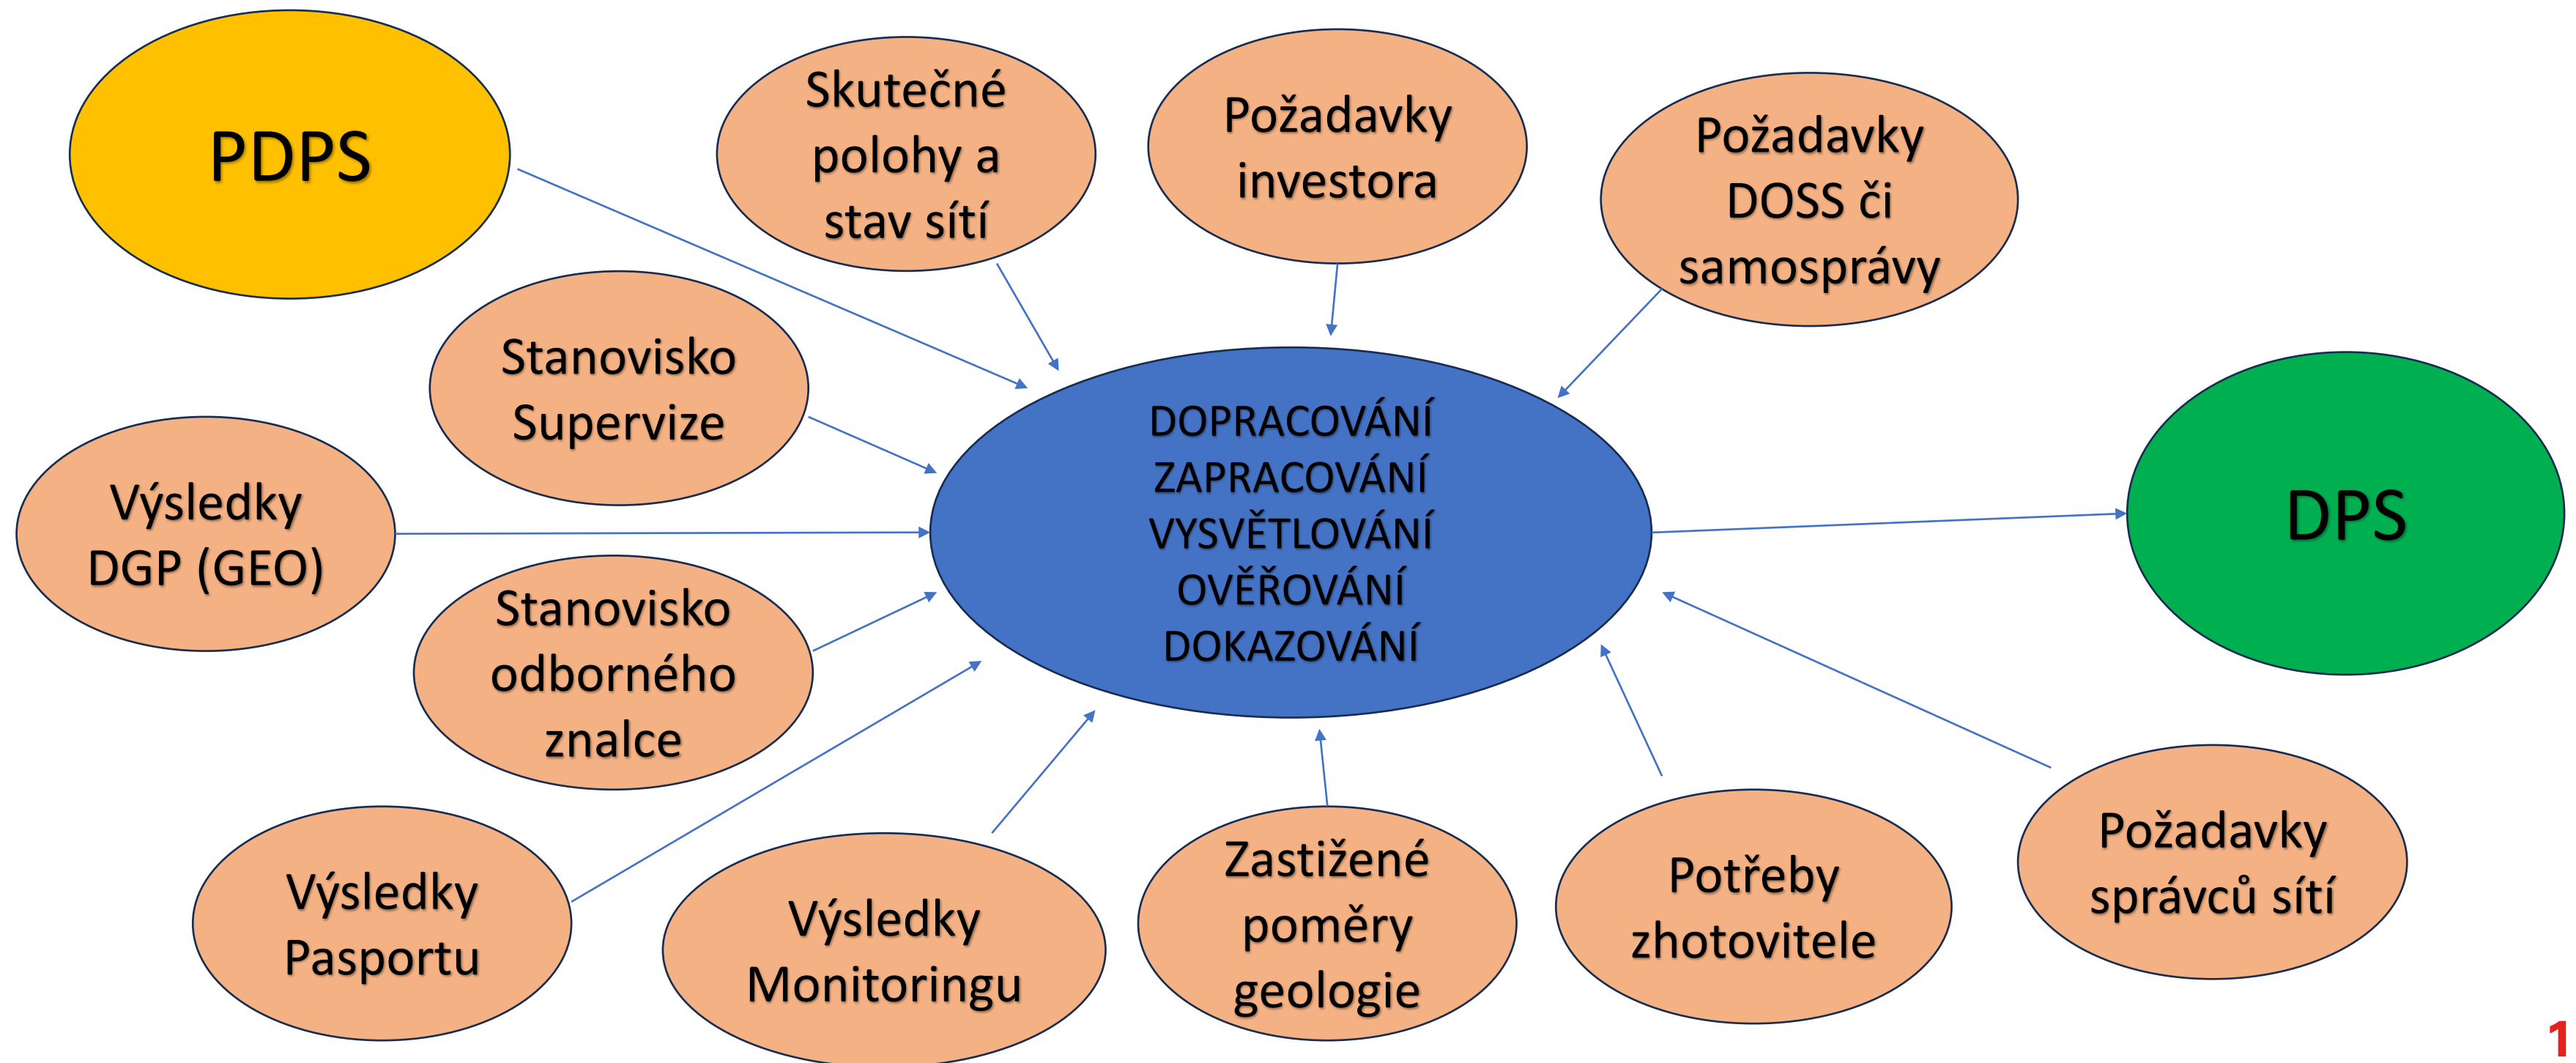 PDPS
Skutečné
polohy a
stav sítí
Požadavky
investora
Požadavky
DOSS či
samosprávy
Stanovisko
Supervize
Výsledky
DGP (GEO)
DOPRACOVÁNÍ
ZAPRACOVÁNÍ
VYSVĚTLOVÁNÍ
OVĚŘOVÁNÍ
DOKAZOVÁNÍ
DPS
Stanovisko
odborného
znalce
Výsledky
Pasportu
Výsledky
Monitoringu
Zastižené
poměry
geologie
Potřeby
zhotovitele
Požadavky
správců sítí
1